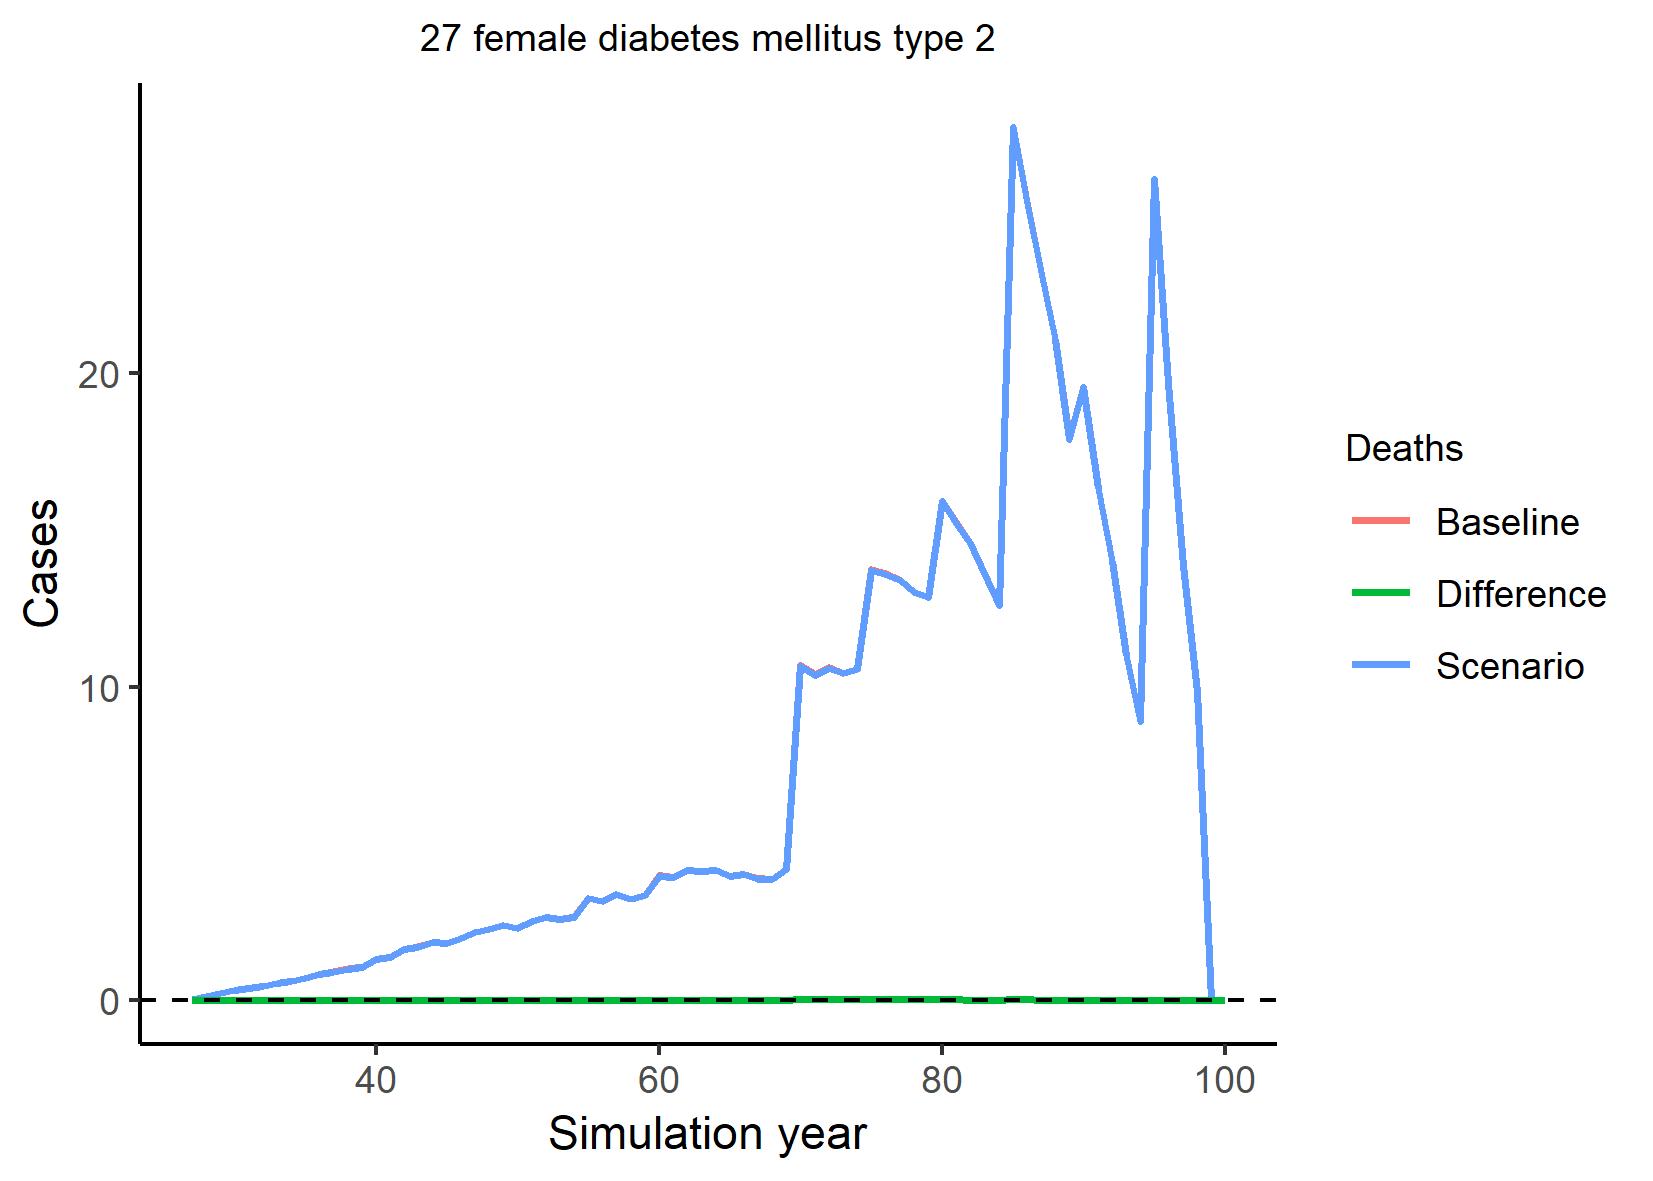 27 female diabetes mellitus type 2
Cases
20
10
0
40 60 80 100
Simulation year
Deaths
Baseline
Difference
Scenario